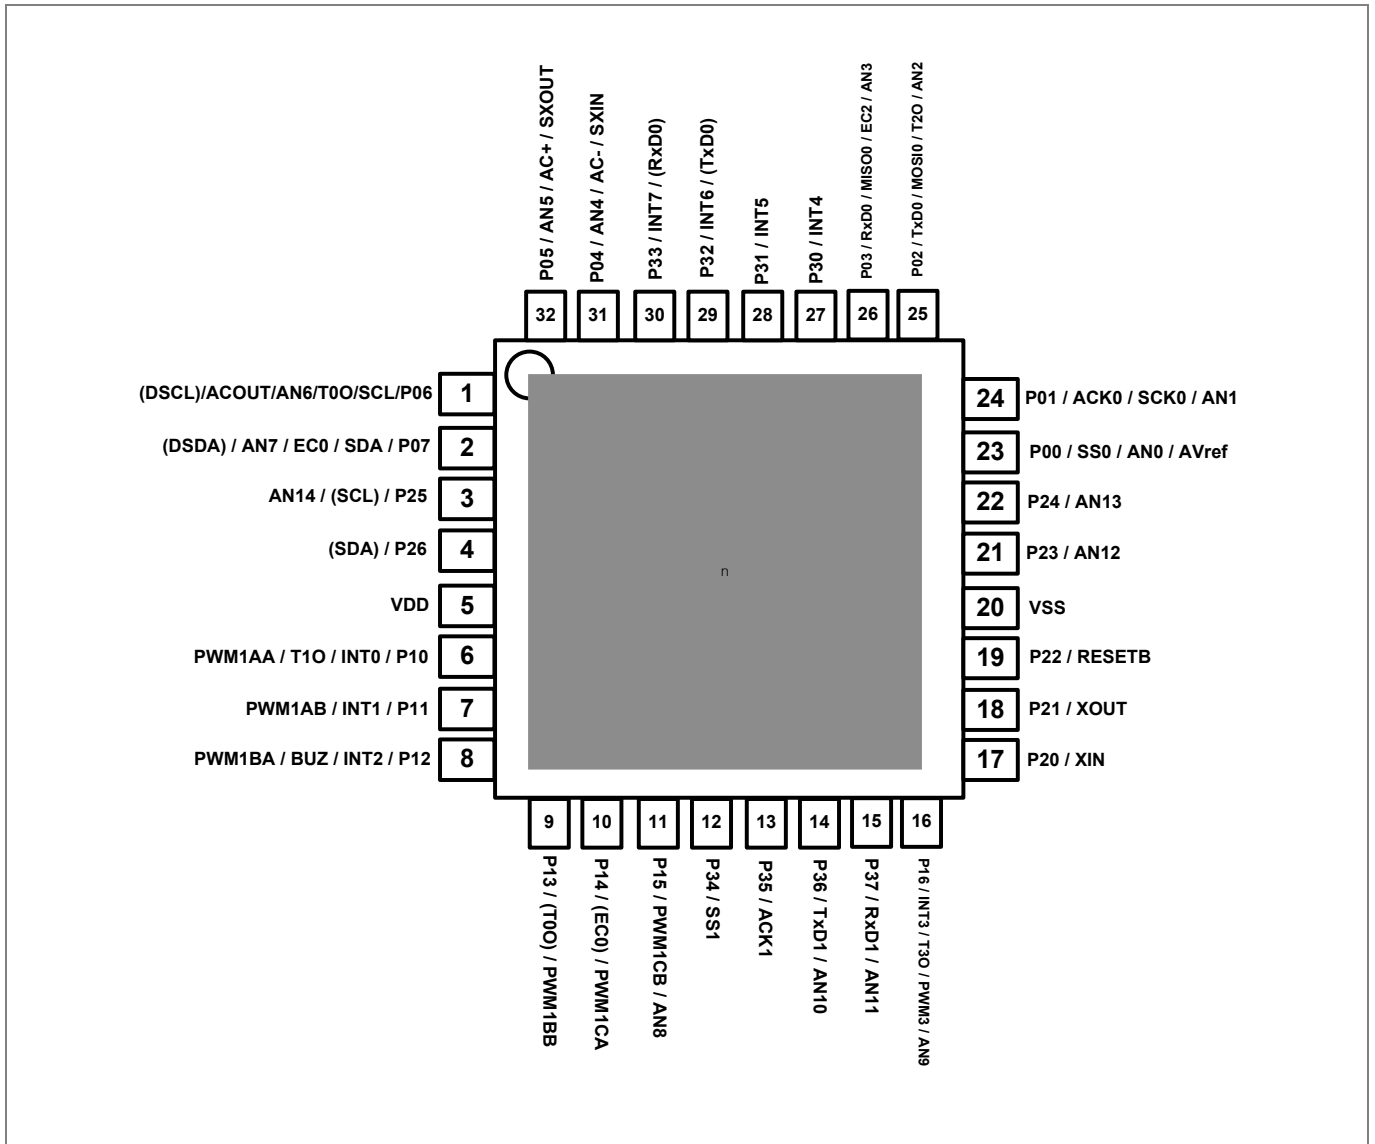 P05 / AN5 / AC+ / SXOUT
P04 / AN4 / AC- / SXIN
P33 / INT7 / (RxD0)
P32 / INT6 / (TxD0)
P31 / INT5
P30 / INT4
P03 / RxD0 / MISO0 / EC2 / AN3
P02 / TxD0 / MOSI0 / T2O / AN2
32 31 30 29 28 27 26 25
(DSCL)/ACOUT/AN6/T0O/SCL/P06 1
(DSDA) / AN7 / EC0 / SDA / P07 2
AN14 / (SCL) / P25 3
(SDA) / P26 4
VDD 5
PWM1AA / T1O / INT0 / P10 6
PWM1AB / INT1 / P11 7
PWM1BA / BUZ / INT2 / P12 8
n
24 P01 / ACK0 / SCK0 / AN1
23 P00 / SS0 / AN0 / AVref
22 P24 / AN13
21 P23 / AN12
20 VSS
19 P22 / RESETB
18 P21 / XOUT
17 P20 / XIN
9 10 11 12 13 14 15 16
P13 / (T0O) / PWM1BB
P14 / (EC0) / PWM1CA
P15 / PWM1CB / AN8
P34 / SS1
P35 / ACK1
P36 / TxD1 / AN10
P37 / RxD1 / AN11
P16 / INT3 / T3O / PWM3 / AN9